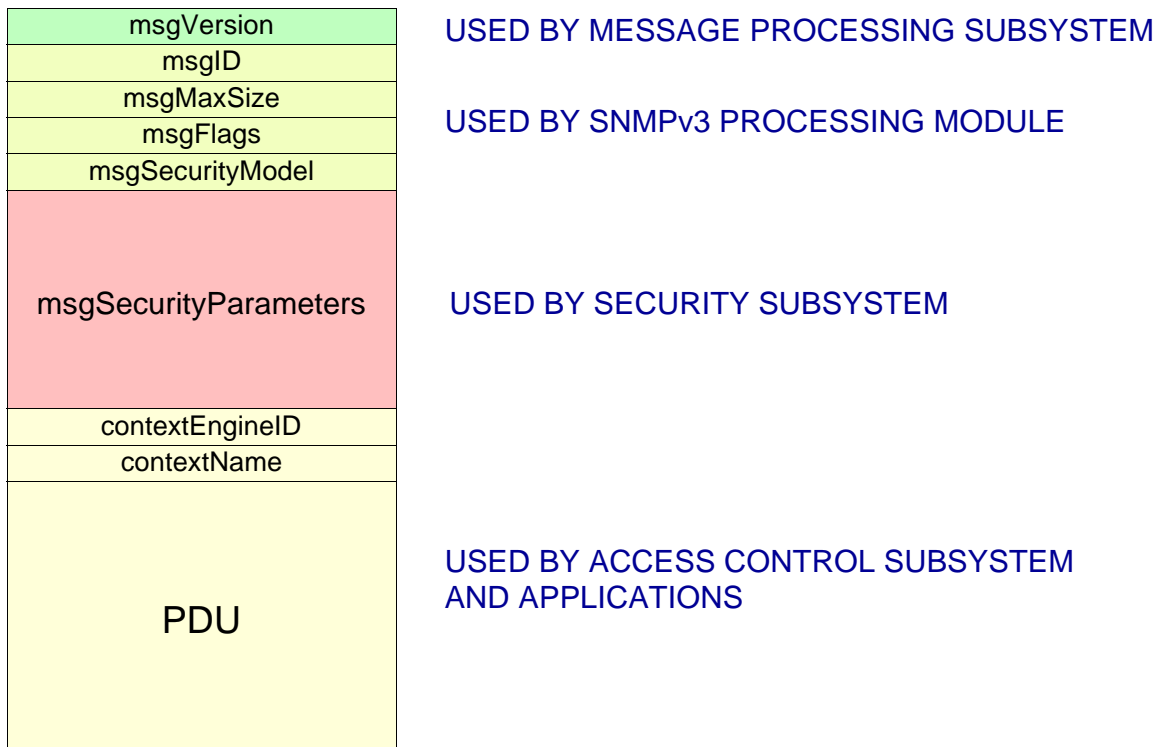 msgVersion
USED BY MESSAGE PROCESSING SUBSYSTEM
msgID
msgMaxSize
msgFlags
USED BY SNMPv3 PROCESSING MODULE
msgSecurityModel
msgSecurityParameters
USED BY SECURITY SUBSYSTEM
contextEngineID
contextName
PDU
USED BY ACCESS CONTROL SUBSYSTEM
AND APPLICATIONS